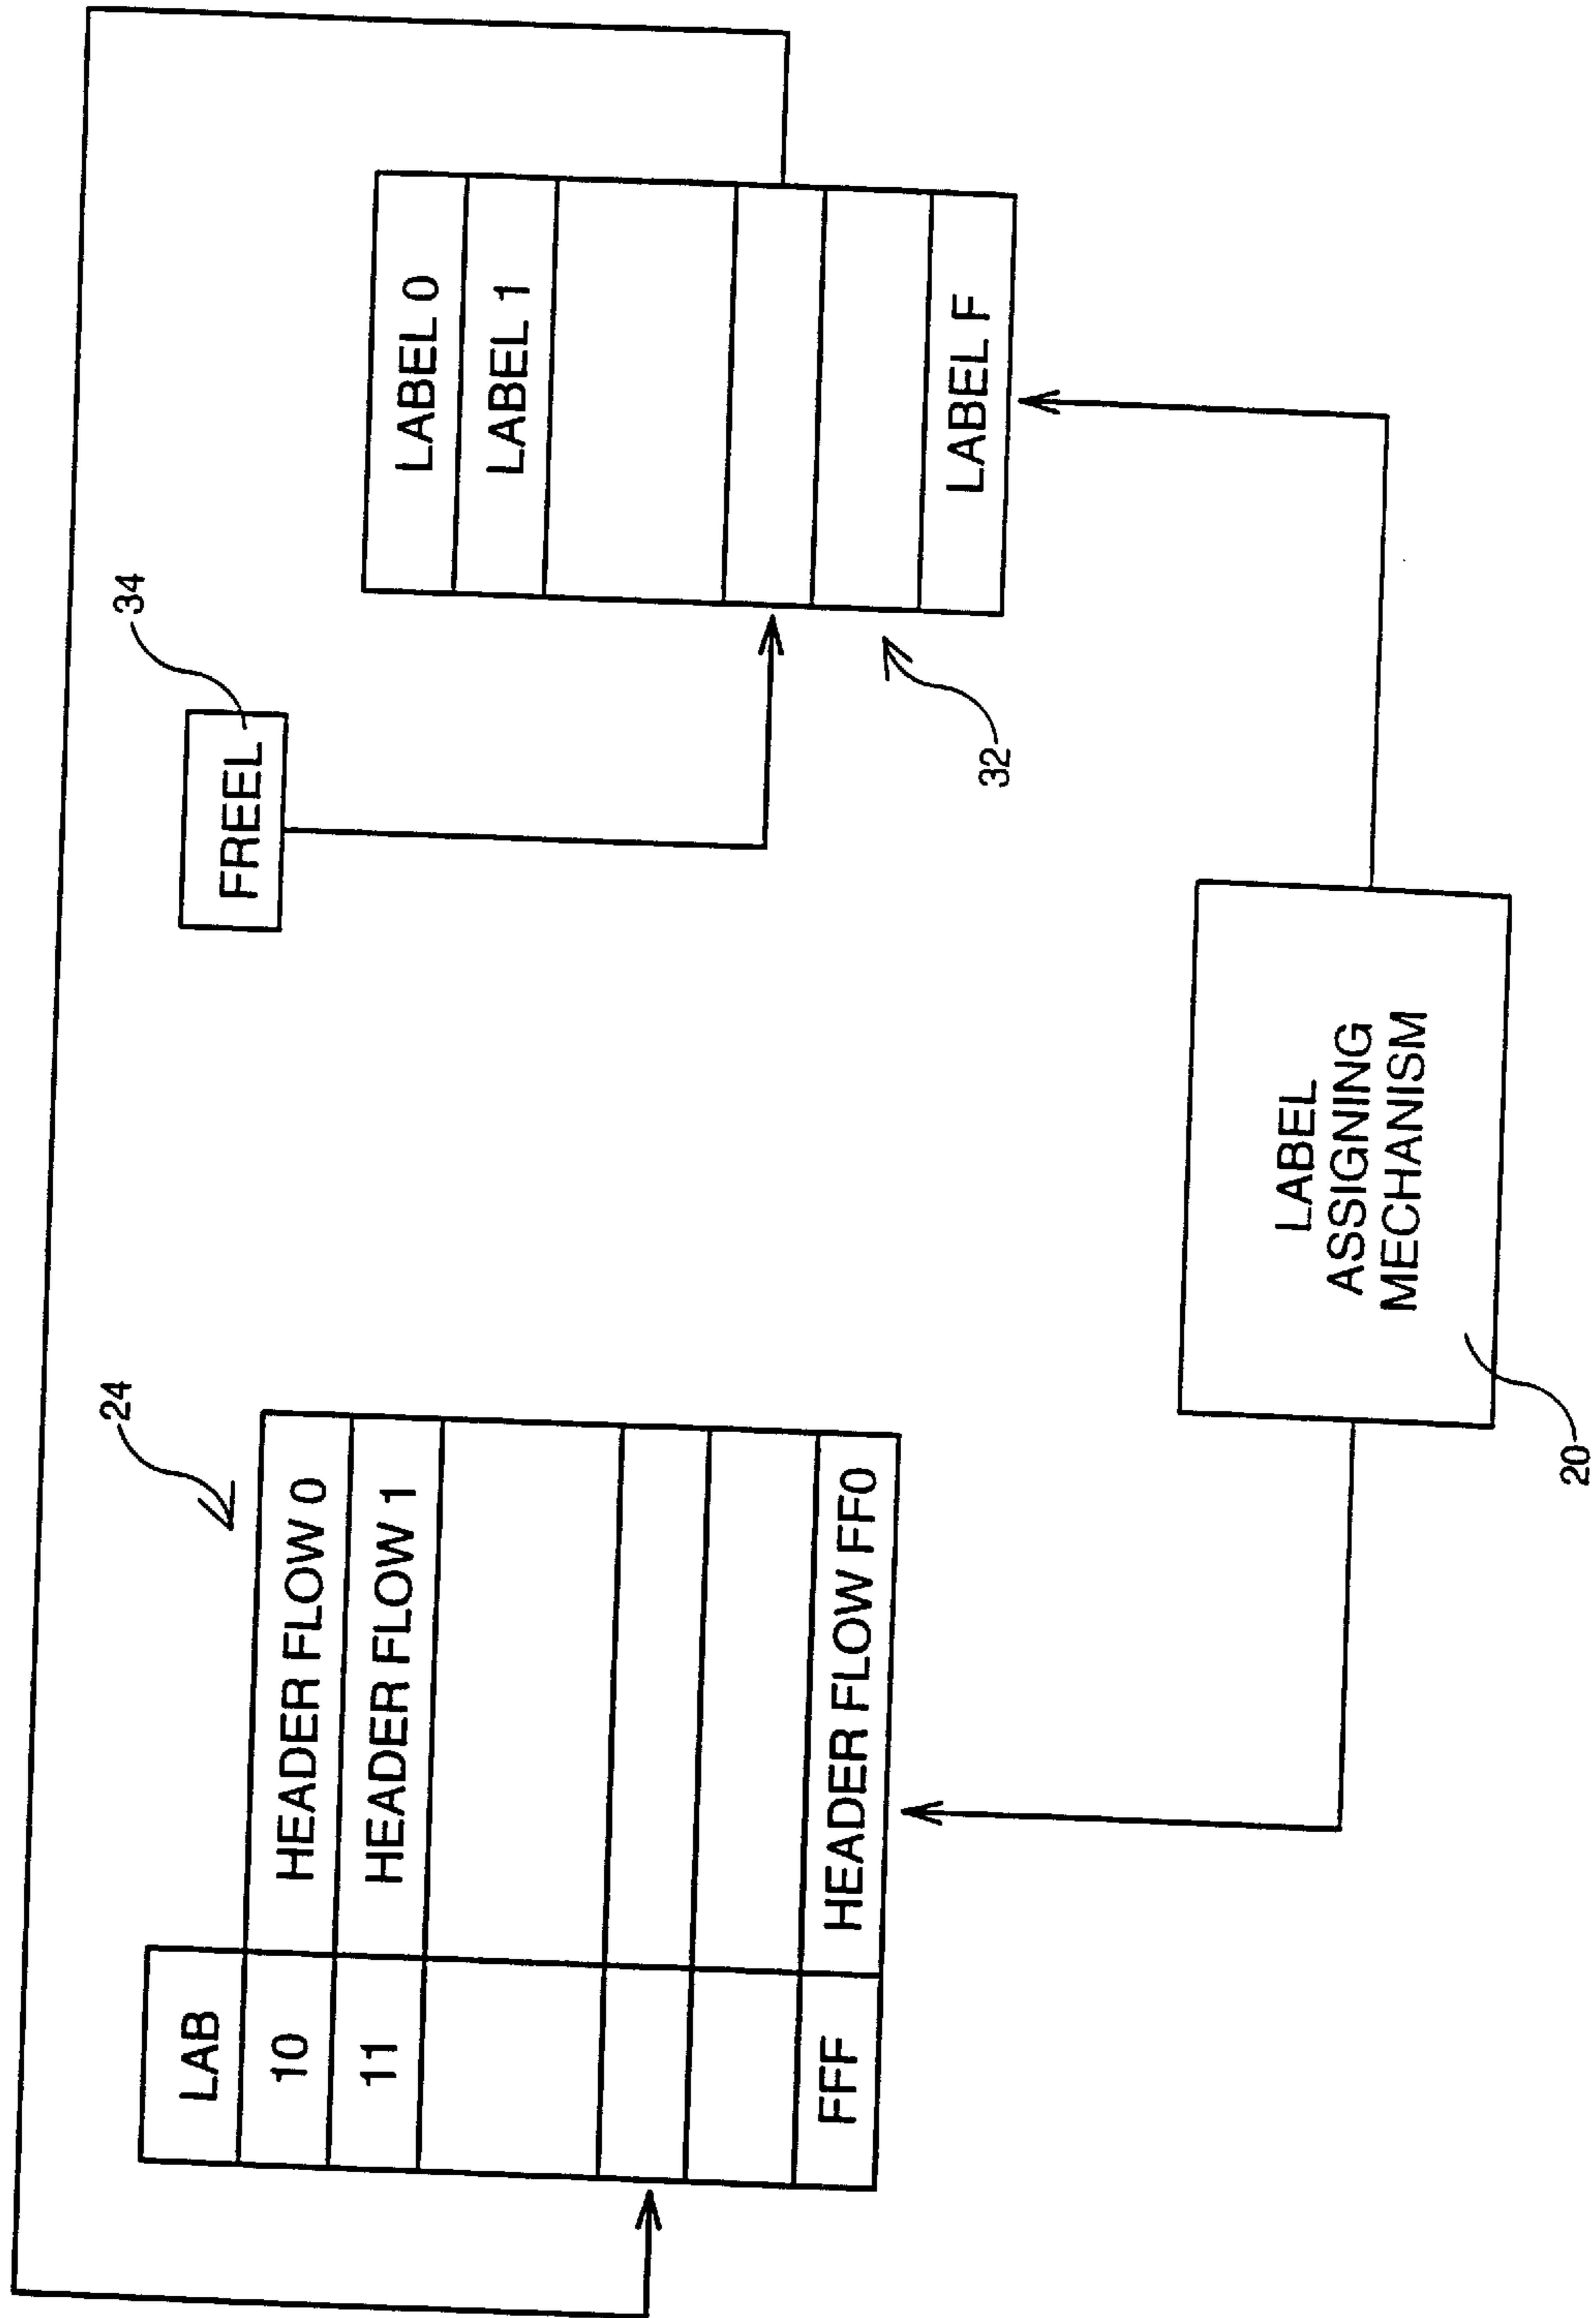 24
LAB
10 HEADER FLOW 0
11 HEADER FLOW 1
FFF HEADER FLOW FF0
34
FREEL
LABEL 0
LABEL 1
LABEL F
32
LABEL
ASSIGNING
MECHANISM
20